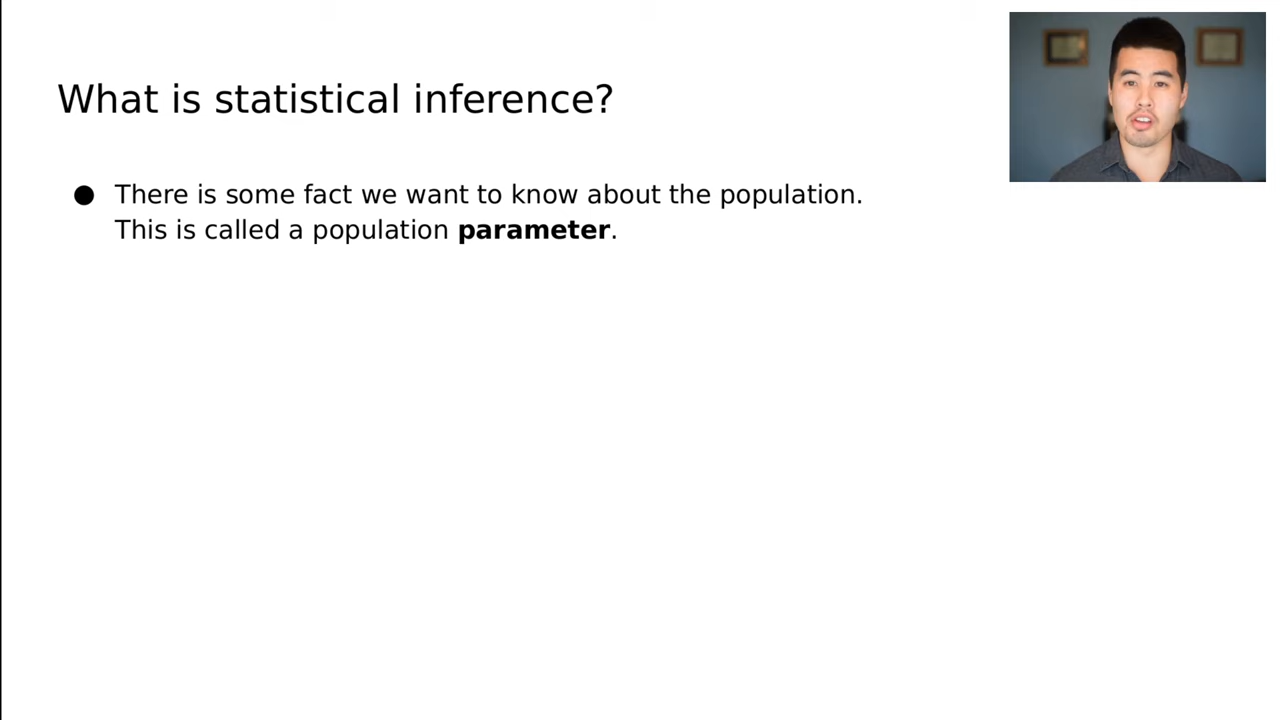 What is statistical inference?
● There is some fact we want to know about the population.
This is called a population parameter.